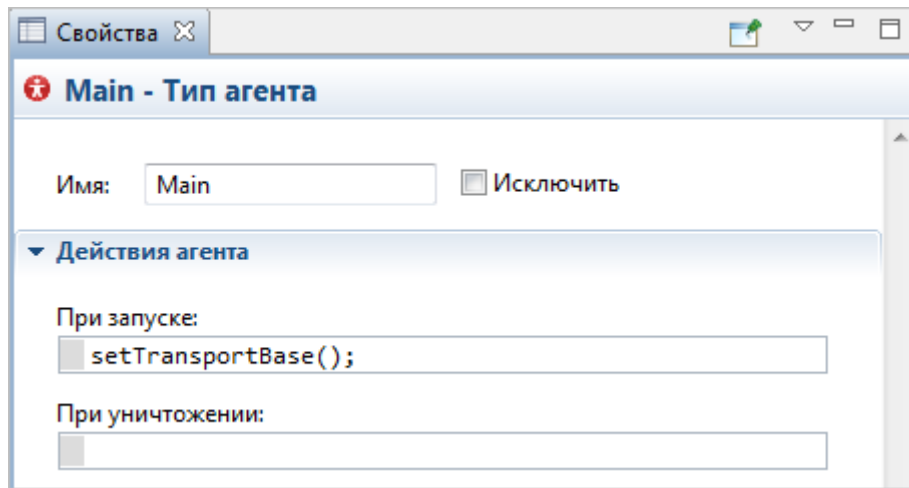 Свойства
Main - Тип агента
Имя: Main Исключить
Действия агента
При запуске:
setTransportBase();
При уничтожении: